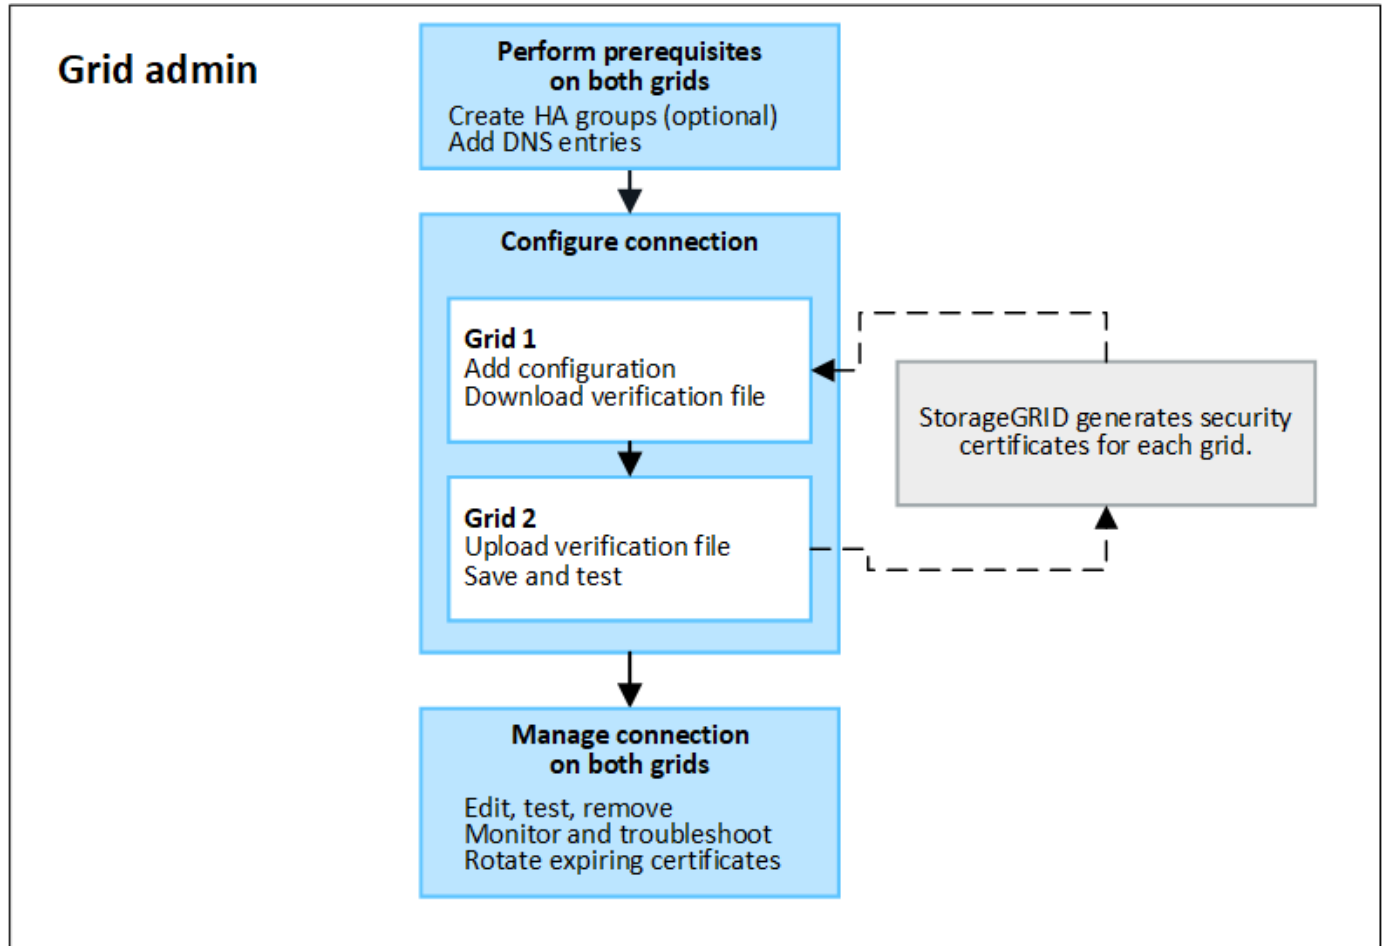 Grid admin
Perform prerequisites
on both grids
Create HA groups (optional)
Add DNS entries
Configure connection
Grid 1
Add configuration
Download verification file
StorageGRID generates security
certificates for each grid.
Grid 2
Upload verification file
Save and test
Manage connection
on both grids
Edit, test, remove
Monitor and troubleshoot
Rotate expiring certificates